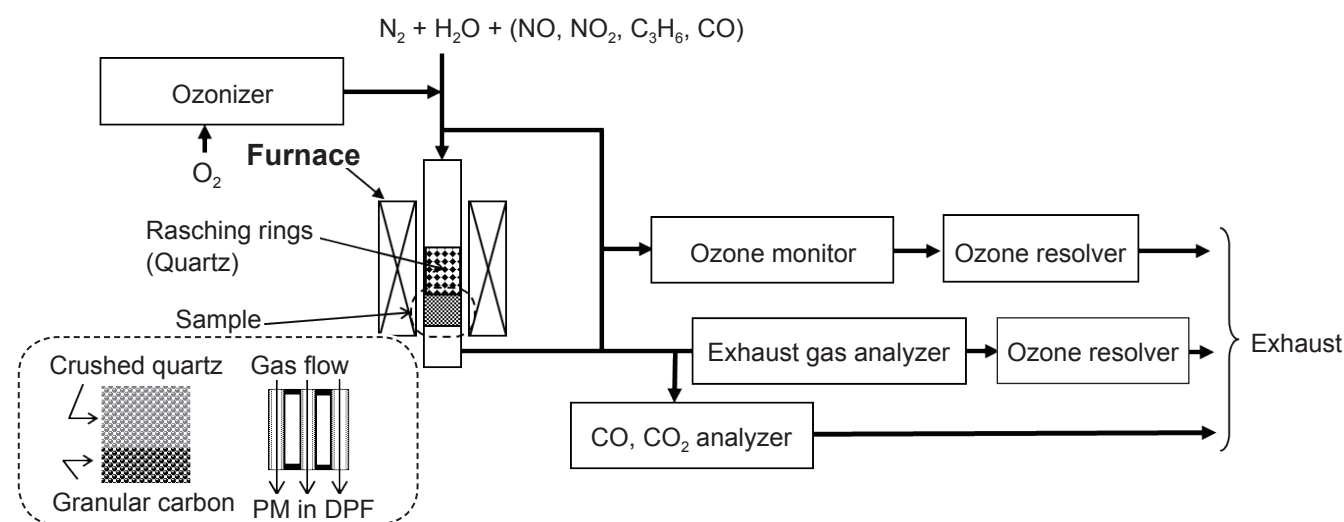 N₂ + H₂O + (NO, NO₂, C₃H₆, CO)
Ozonizer
O₂
Furnace
Rasching rings
(Quartz)
Sample
Ozone monitor
Ozone resolver
Exhaust gas analyzer
Ozone resolver
Exhaust
CO, CO₂ analyzer
Crushed quartz
Gas flow
Granular carbon
PM in DPF